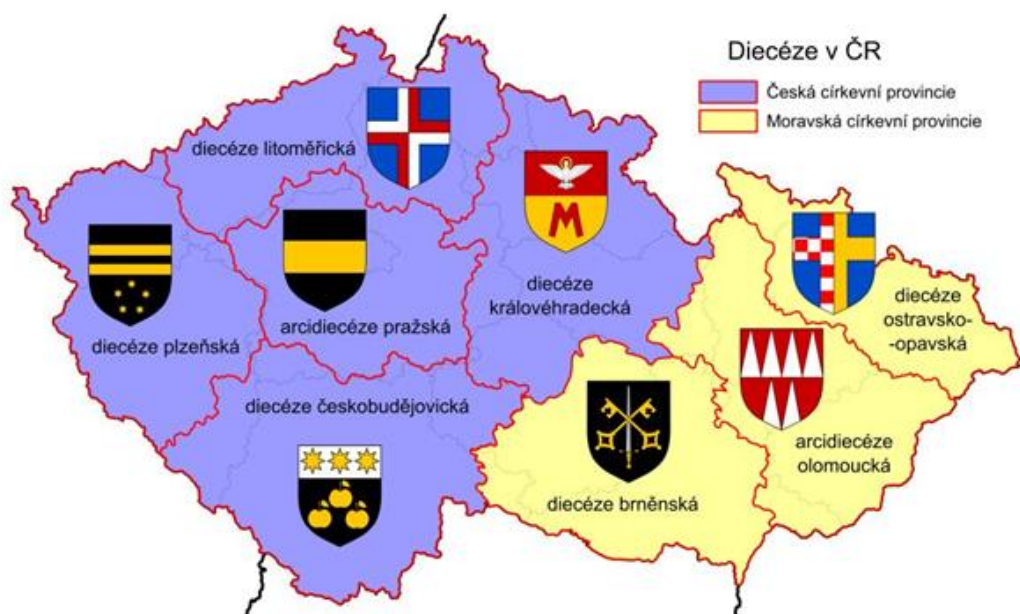 Diecéze v ČR
Česká církevní provincie
Moravská církevní provincie
diecéze litoměřická
M
diecéze
královéhradecká
diecéze
ostravsko-
-opavská
arcidiecéze pražská
diecéze plzeňská
diecéze českobudějovická
arcidiecéze
olomoucká
diecéze brněnská